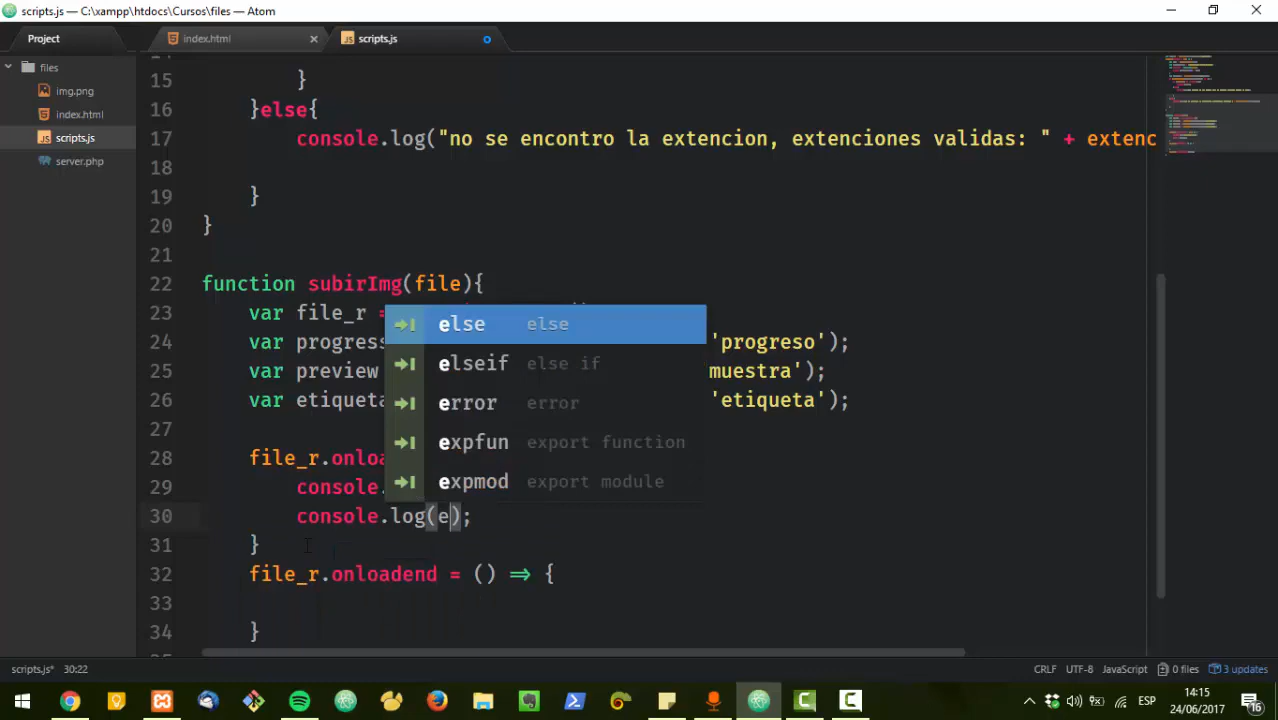 scripts.js — C:\xampp\htdocs\Cursos\files — Atom
Project
index.html
scripts.js
files
img.png
index.html
scripts.js
server.php
15 }
16 }else{
17 console.log("no se encontro la extencion, extenciones validas: " + extenc
18
19 }
20 }
21
22 function subirImg(file){
23 var file_r =
24 var progress 'progreso');
25 var preview muestra');
26 var etiqueta 'etiqueta');
27
28 file_r.onloa
29 console.
30 console.log(e);
31 }
32 file_r.onloadend = () => {
33
34 }
else else
elseif else if
error error
expfun export function
expmod export module
scripts.js* 30:22
CRLF UTF-8 JavaScript 0 files 3 updates
ESP
14:15
24/06/2017
16